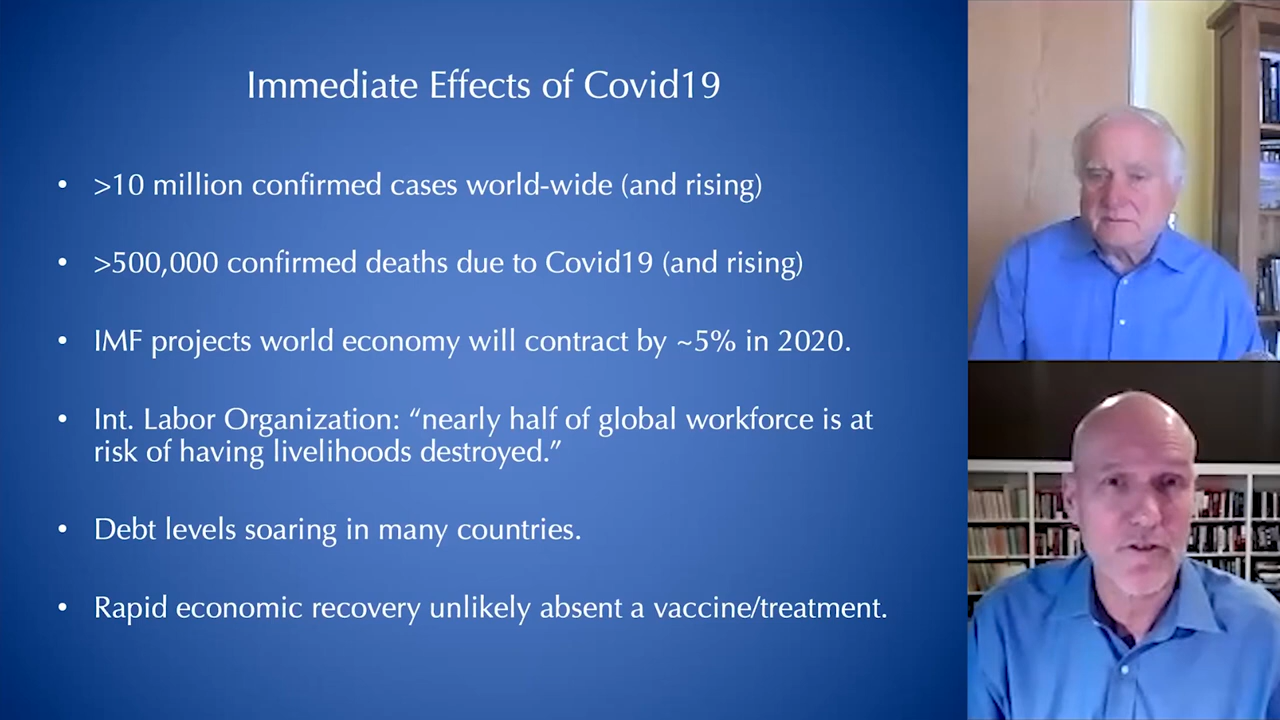 Immediate Effects of Covid19
• >10 million confirmed cases world-wide (and rising)
• >500,000 confirmed deaths due to Covid19 (and rising)
• IMF projects world economy will contract by ~5% in 2020.
• Int. Labor Organization: “nearly half of global workforce is at
risk of having livelihoods destroyed.”
• Debt levels soaring in many countries.
• Rapid economic recovery unlikely absent a vaccine/treatment.